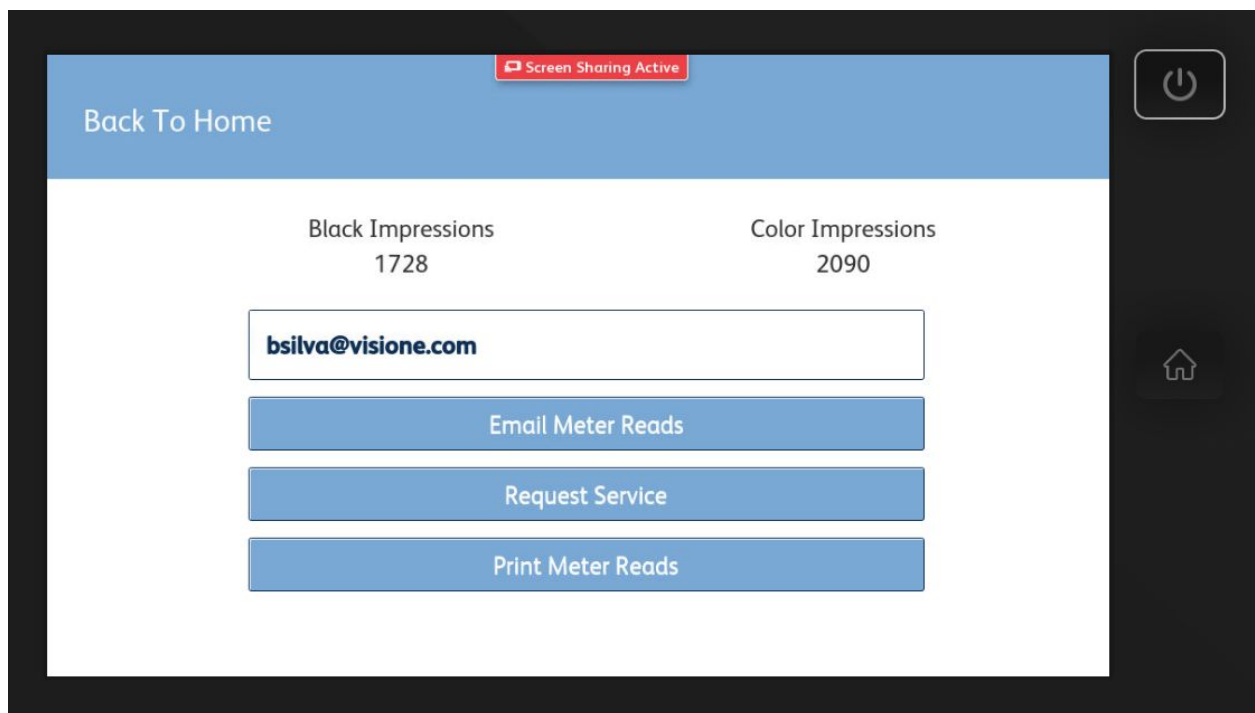 Screen Sharing Active
Back To Home
Black Impressions
1728
Color Impressions
2090
bsilva@visione.com
Email Meter Reads
Request Service
Print Meter Reads